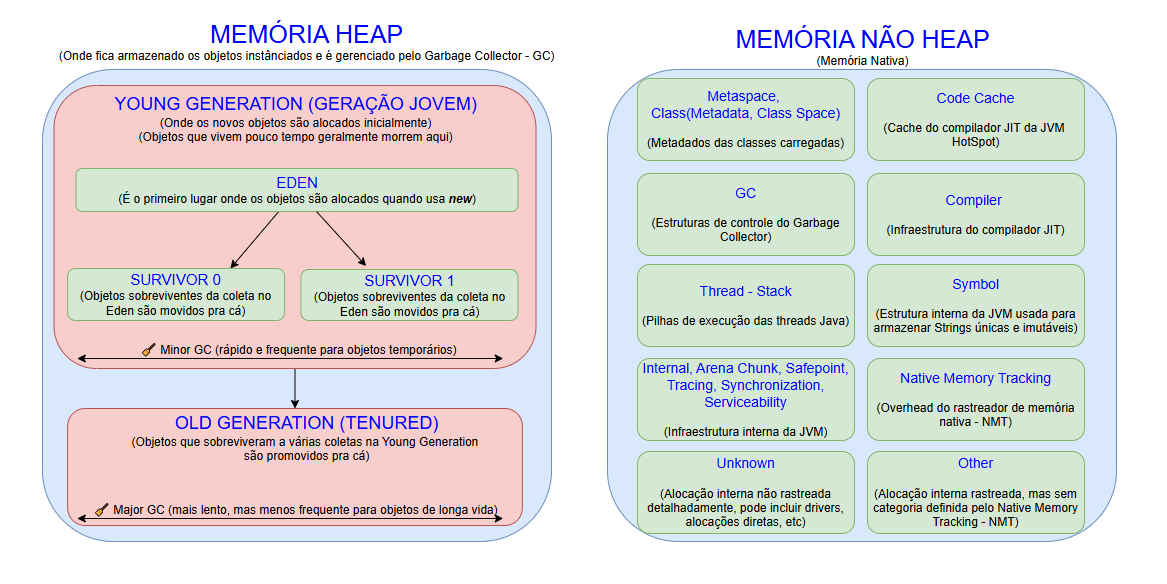 MEMÓRIA HEAP
(Onde fica armazenado os objetos instânciados e é gerenciado pelo Garbage Collector - GC)
YOUNG GENERATION (GERAÇÃO JOVEM)
(Onde os novos objetos são alocados inicialmente)
(Objetos que vivem pouco tempo geralmente morrem aqui)
EDEN
(É o primeiro lugar onde os objetos são alocados quando usa new)
SURVIVOR 0
(Objetos sobreviventes da coleta no
Eden são movidos pra cá)
SURVIVOR 1
(Objetos sobreviventes da coleta no
Eden são movidos pra cá)
Minor GC (rápido e frequente para objetos temporários)
OLD GENERATION (TENURED)
(Objetos que sobreviveram a várias coletas na Young Generation
são promovidos pra cá)
Major GC (mais lento, mas menos frequente para objetos de longa vida)
MEMÓRIA NÃO HEAP
(Memória Nativa)
Metaspace,
Class(Metadata, Class Space)
(Metadados das classes carregadas)
Code Cache
(Cache do compilador JIT da JVM
HotSpot)
GC
(Estruturas de controle do Garbage
Collector)
Compiler
(Infraestrutura do compilador JIT)
Thread - Stack
(Pilhas de execução das threads Java)
Symbol
(Estrutura interna da JVM usada para
armazenar Strings únicas e imutáveis)
Internal, Arena Chunk, Safepoint,
Tracing, Synchronization,
Serviceability
(Infraestrutura interna da JVM)
Native Memory Tracking
(Overhead do rastreador de memória
nativa - NMT)
Unknown
(Alocação interna não rastreada
detalhadamente, pode incluir drivers,
alocações diretas, etc)
Other
(Alocação interna rastreada, mas sem
categoria definida pelo Native Memory
Tracking - NMT)